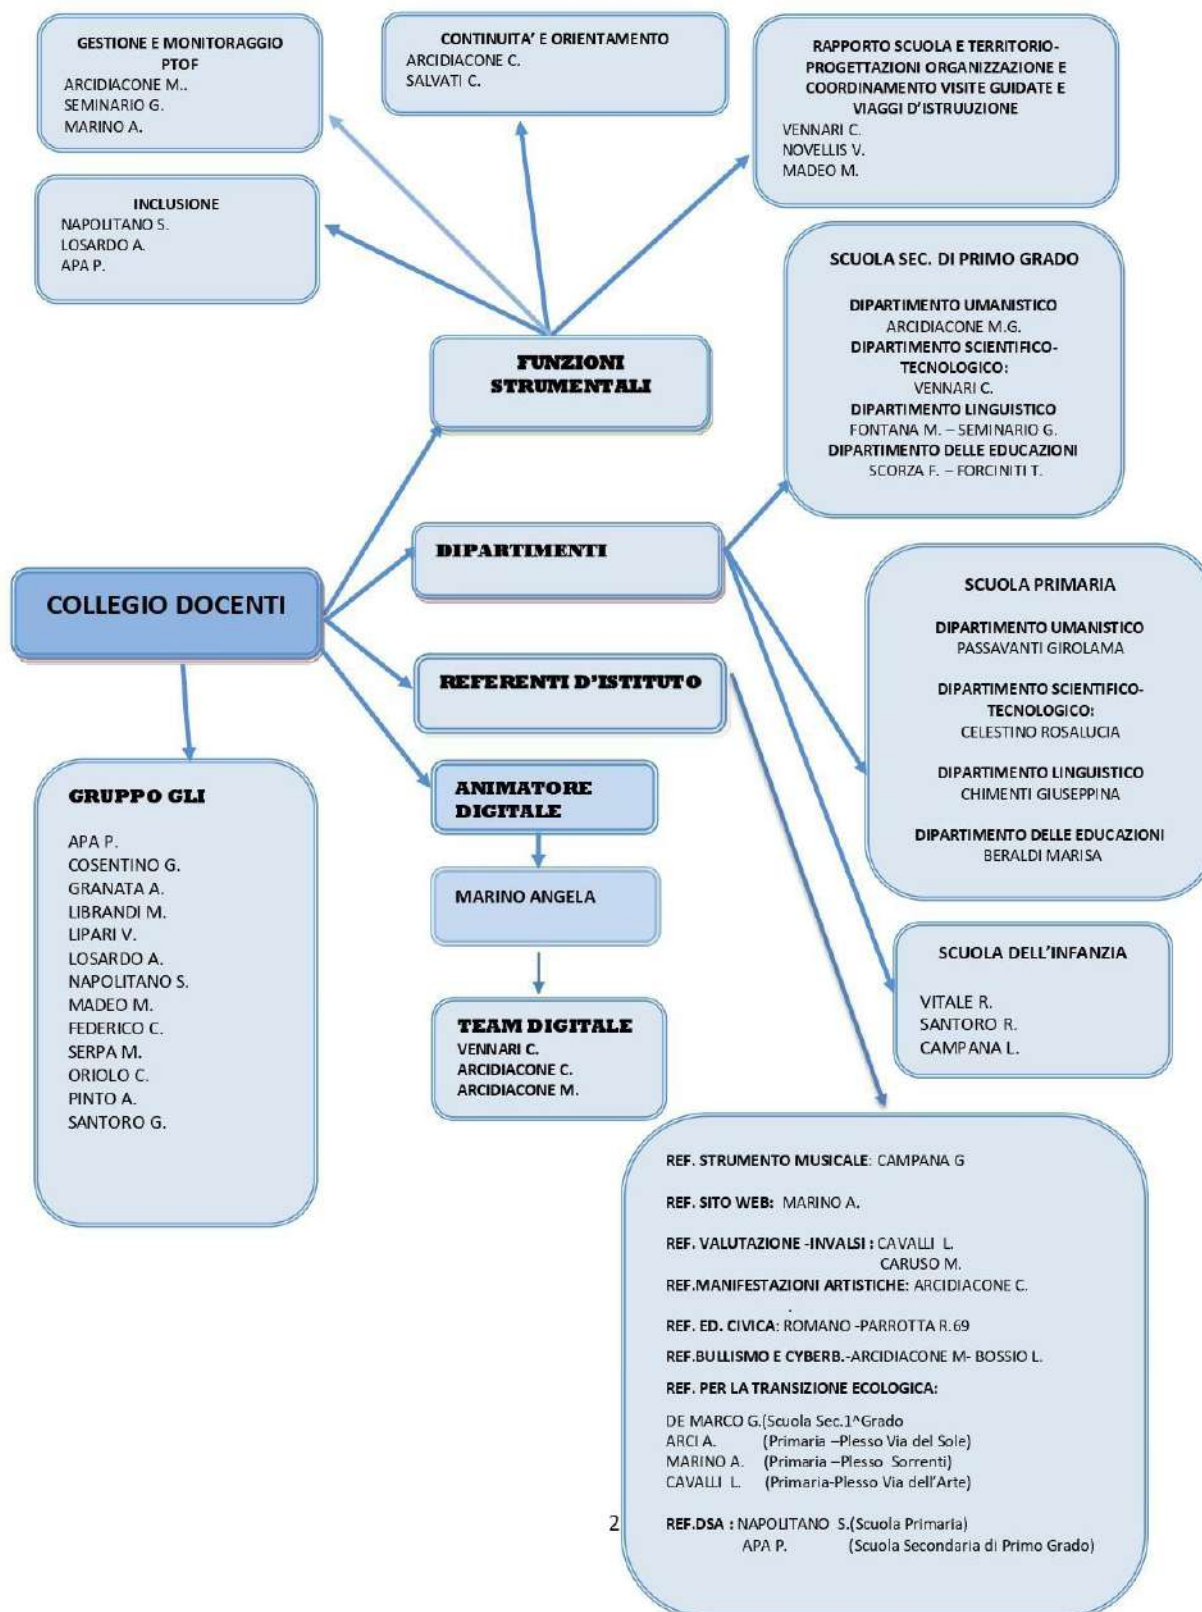 GESTIONE E MONITORAGGIO
PTOF
ARCIDIACONE M..
SEMINARIO G.
MARINO A.
CONTINUITA' E ORIENTAMENTO
ARCIDIACONE C.
SALVATI C.
RAPPORTO SCUOLA E TERRITORIO-
PROGETTAZIONI ORGANIZZAZIONE E
COORDINAMENTO VISITE GUIDATE E
VIAGGI D'ISTRUUZIONE
VENNARI C.
NOVELLIS V.
MADEO M.
INCLUSIONE
NAPOLITANO S.
LOSARDO A.
APA P.
SCUOLA SEC. DI PRIMO GRADO
DIPARTIMENTO UMANISTICO
ARCIDIACONE M.G.
DIPARTIMENTO SCIENTIFICO-
TECNOLOGICO:
VENNARI C.
DIPARTIMENTO LINGUISTICO
FONTANA M. – SEMINARIO G.
DIPARTIMENTO DELLE EDUCAZIONI
SCORZA F. – FORCINITI T.
FUNZIONI
STRUMENTALI
DIPARTIMENTI
COLLEGIO DOCENTI
REFERENTI D'ISTITUTO
SCUOLA PRIMARIA
DIPARTIMENTO UMANISTICO
PASSAVANTI GIROLAMA
DIPARTIMENTO SCIENTIFICO-
TECNOLOGICO:
CELESTINO ROSALUCIA
DIPARTIMENTO LINGUISTICO
CHIMENTI GIUSEPPINA
DIPARTIMENTO DELLE EDUCAZIONI
BERALDI MARISA
GRUPPO GLI
APA P.
COSENTINO G.
GRANATA A.
LIBRANDI M.
LIPARI V.
LOSARDO A.
NAPOLITANO S.
MADEO M.
FEDERICO C.
SERPA M.
ORIOLO C.
PINTO A.
SANTORO G.
ANIMATORE
DIGITALE
MARINO ANGELA
TEAM DIGITALE
VENNARI C.
ARCIDIACONE C.
ARCIDIACONE M.
SCUOLA DELL'INFANZIA
VITALE R.
SANTORO R.
CAMPANA L.
REF. STRUMENTO MUSICALE: CAMPANA G
REF. SITO WEB: MARINO A.
REF. VALUTAZIONE -INVALSI : CAVALLI L.
CARUSO M.
REF.MANIFESTAZIONI ARTISTICHE: ARCIDIACONE C.
.
REF. ED. CIVICA: ROMANO -PARROTTA R.69
REF.BULLISMO E CYBERB.-ARCIDIACONE M- BOSSIO L.
REF. PER LA TRANSIZIONE ECOLOGICA:
DE MARCO G.(Scuola Sec.1^Grado
ARCI A. (Primaria –Plesso Via del Sole)
MARINO A. (Primaria –Plesso Sorrenti)
CAVALLI L. (Primaria-Plesso Via dell'Arte)
REF.DSA : NAPOLITANO S.(Scuola Primaria)
APA P. (Scuola Secondaria di Primo Grado)
2